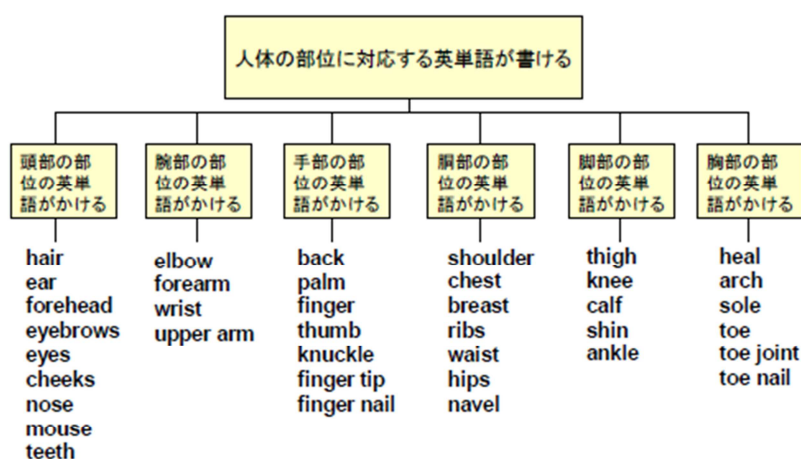 人体の部位に対応する英単語が書ける
頭部の部
位の英単
語がかける
hair
ear
forehead
eyebrows
eyes
cheeks
nose
mouse
teeth
腕部の部
位の英単
語がかける
elbow
forearm
wrist
upper arm
手部の部
位の英単
語がかける
back
palm
finger
thumb
knuckle
finger tip
finger nail
胴部の部
位の英単
語がかける
shoulder
chest
breast
ribs
waist
hips
navel
脚部の部
位の英単
語がかける
thigh
knee
calf
shin
ankle
胸部の部
位の英単
語がかける
heal
arch
sole
toe
toe joint
toe nail